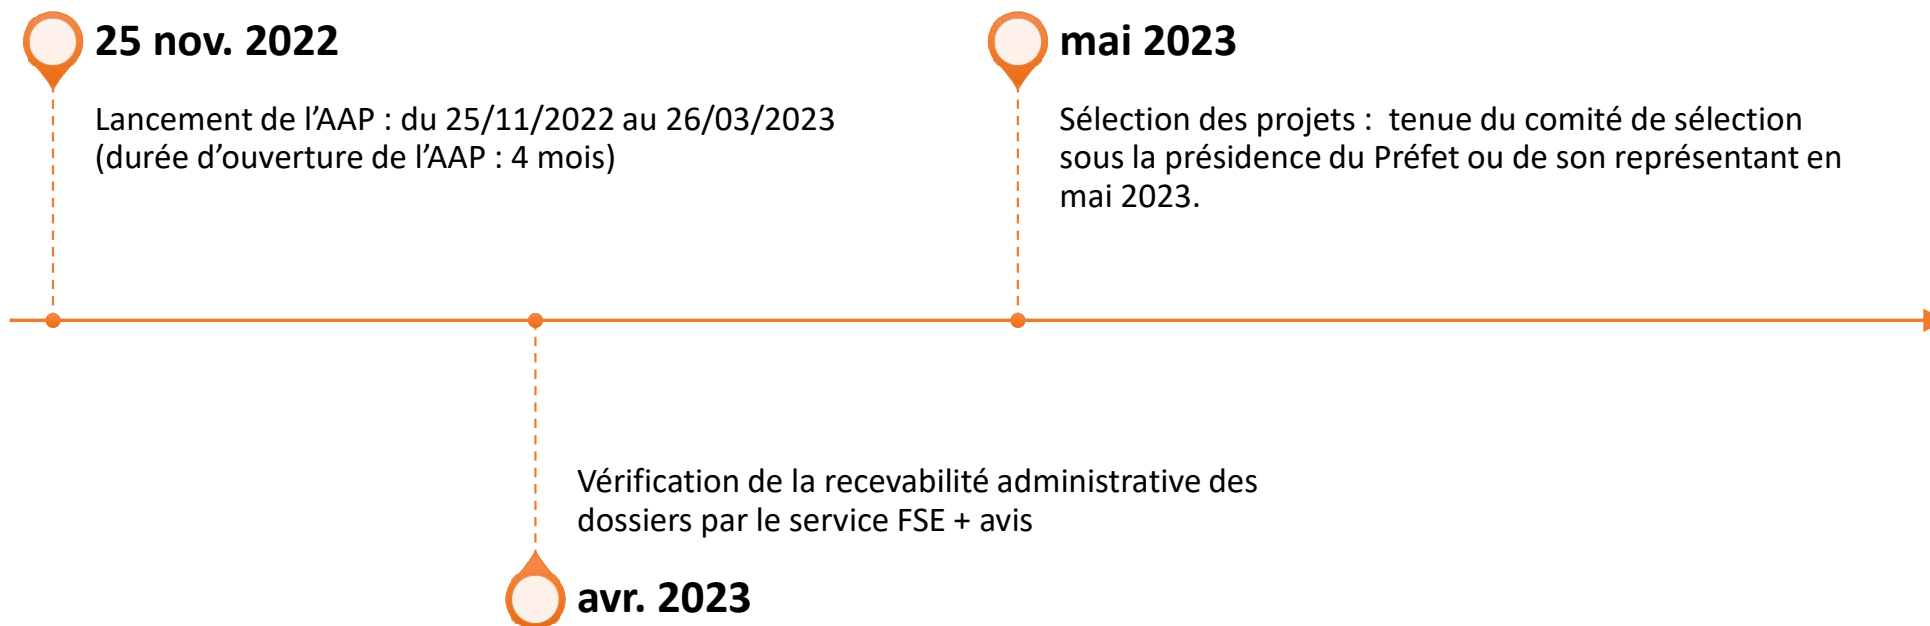 25 nov. 2022
Lancement de l’AAP : du 25/11/2022 au 26/03/2023
(durée d’ouverture de l’AAP : 4 mois)
mai 2023
Sélection des projets :  tenue du comité de sélection
sous la présidence du Préfet ou de son représentant en
mai 2023.
Vérification de la recevabilité administrative des
dossiers par le service FSE + avis
avr. 2023